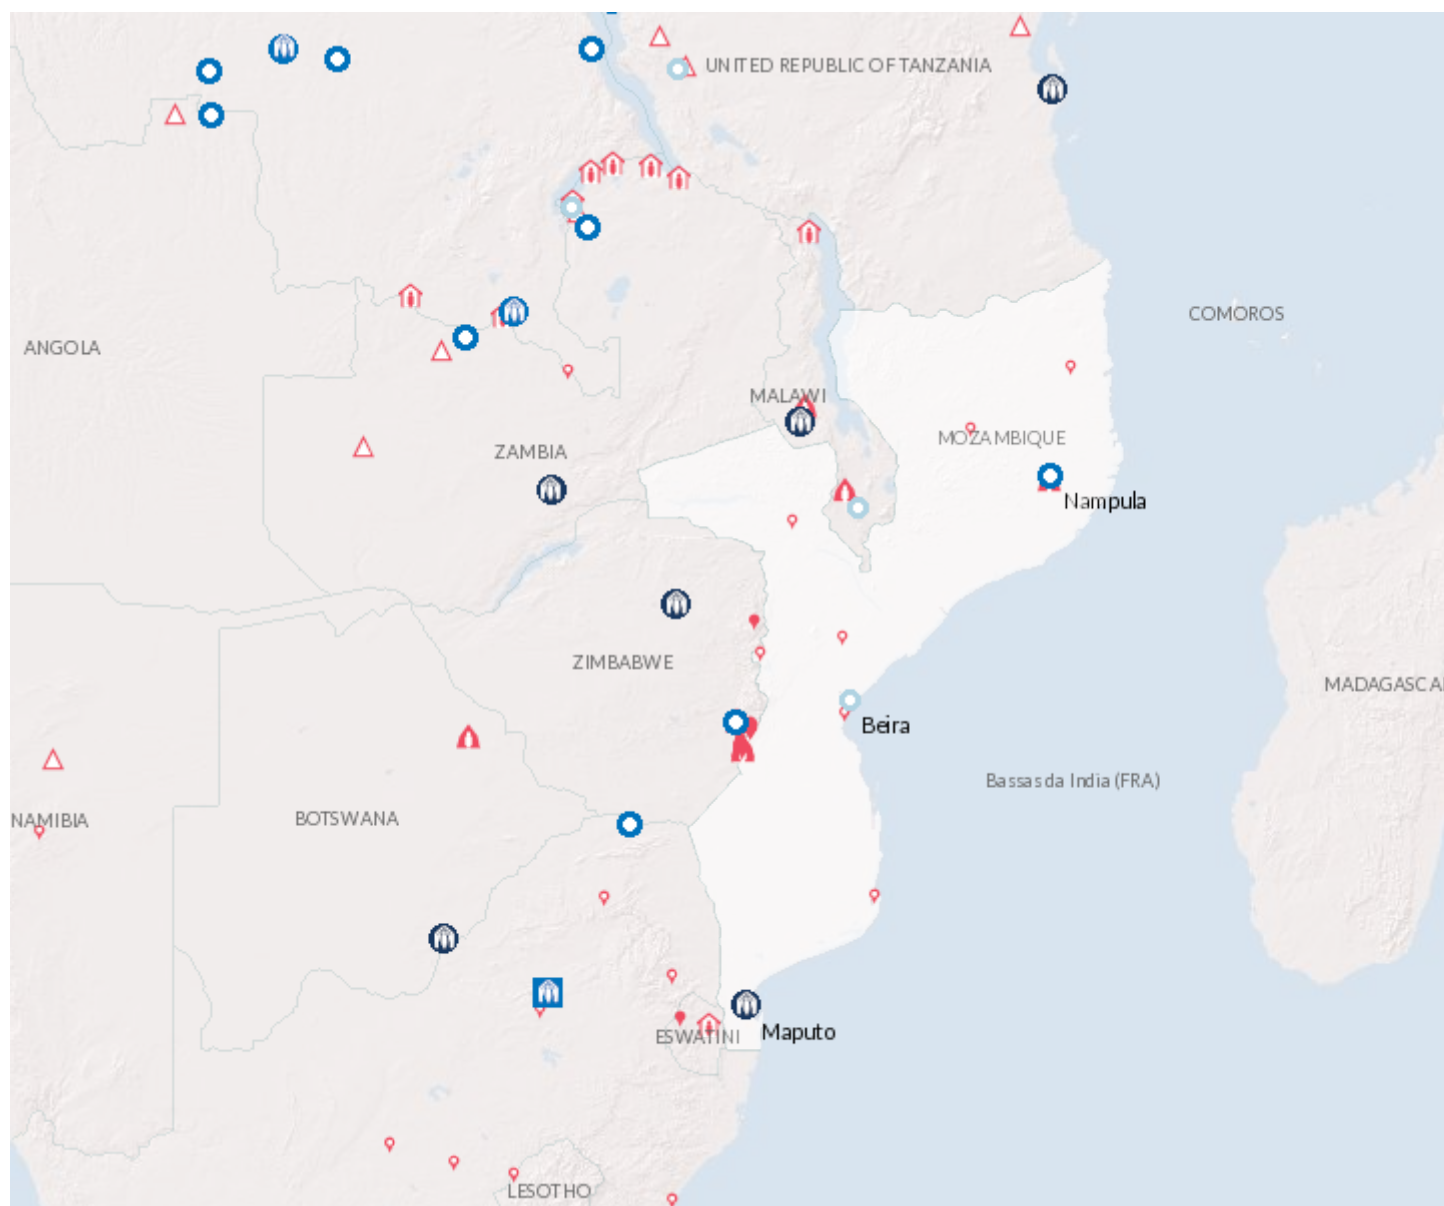 UNITED REPUBLIC OF TANZANIA
COMOROS
ANGOLA
MALAWI
MOZAMBIQUE
ZAMBIA
Nampula
ZIMBABWE
MADAGASCA
Beira
Bassas da India (FRA)
NAMIBIA
BOTSWANA
Maputo
ESWATINI
LESOTHO